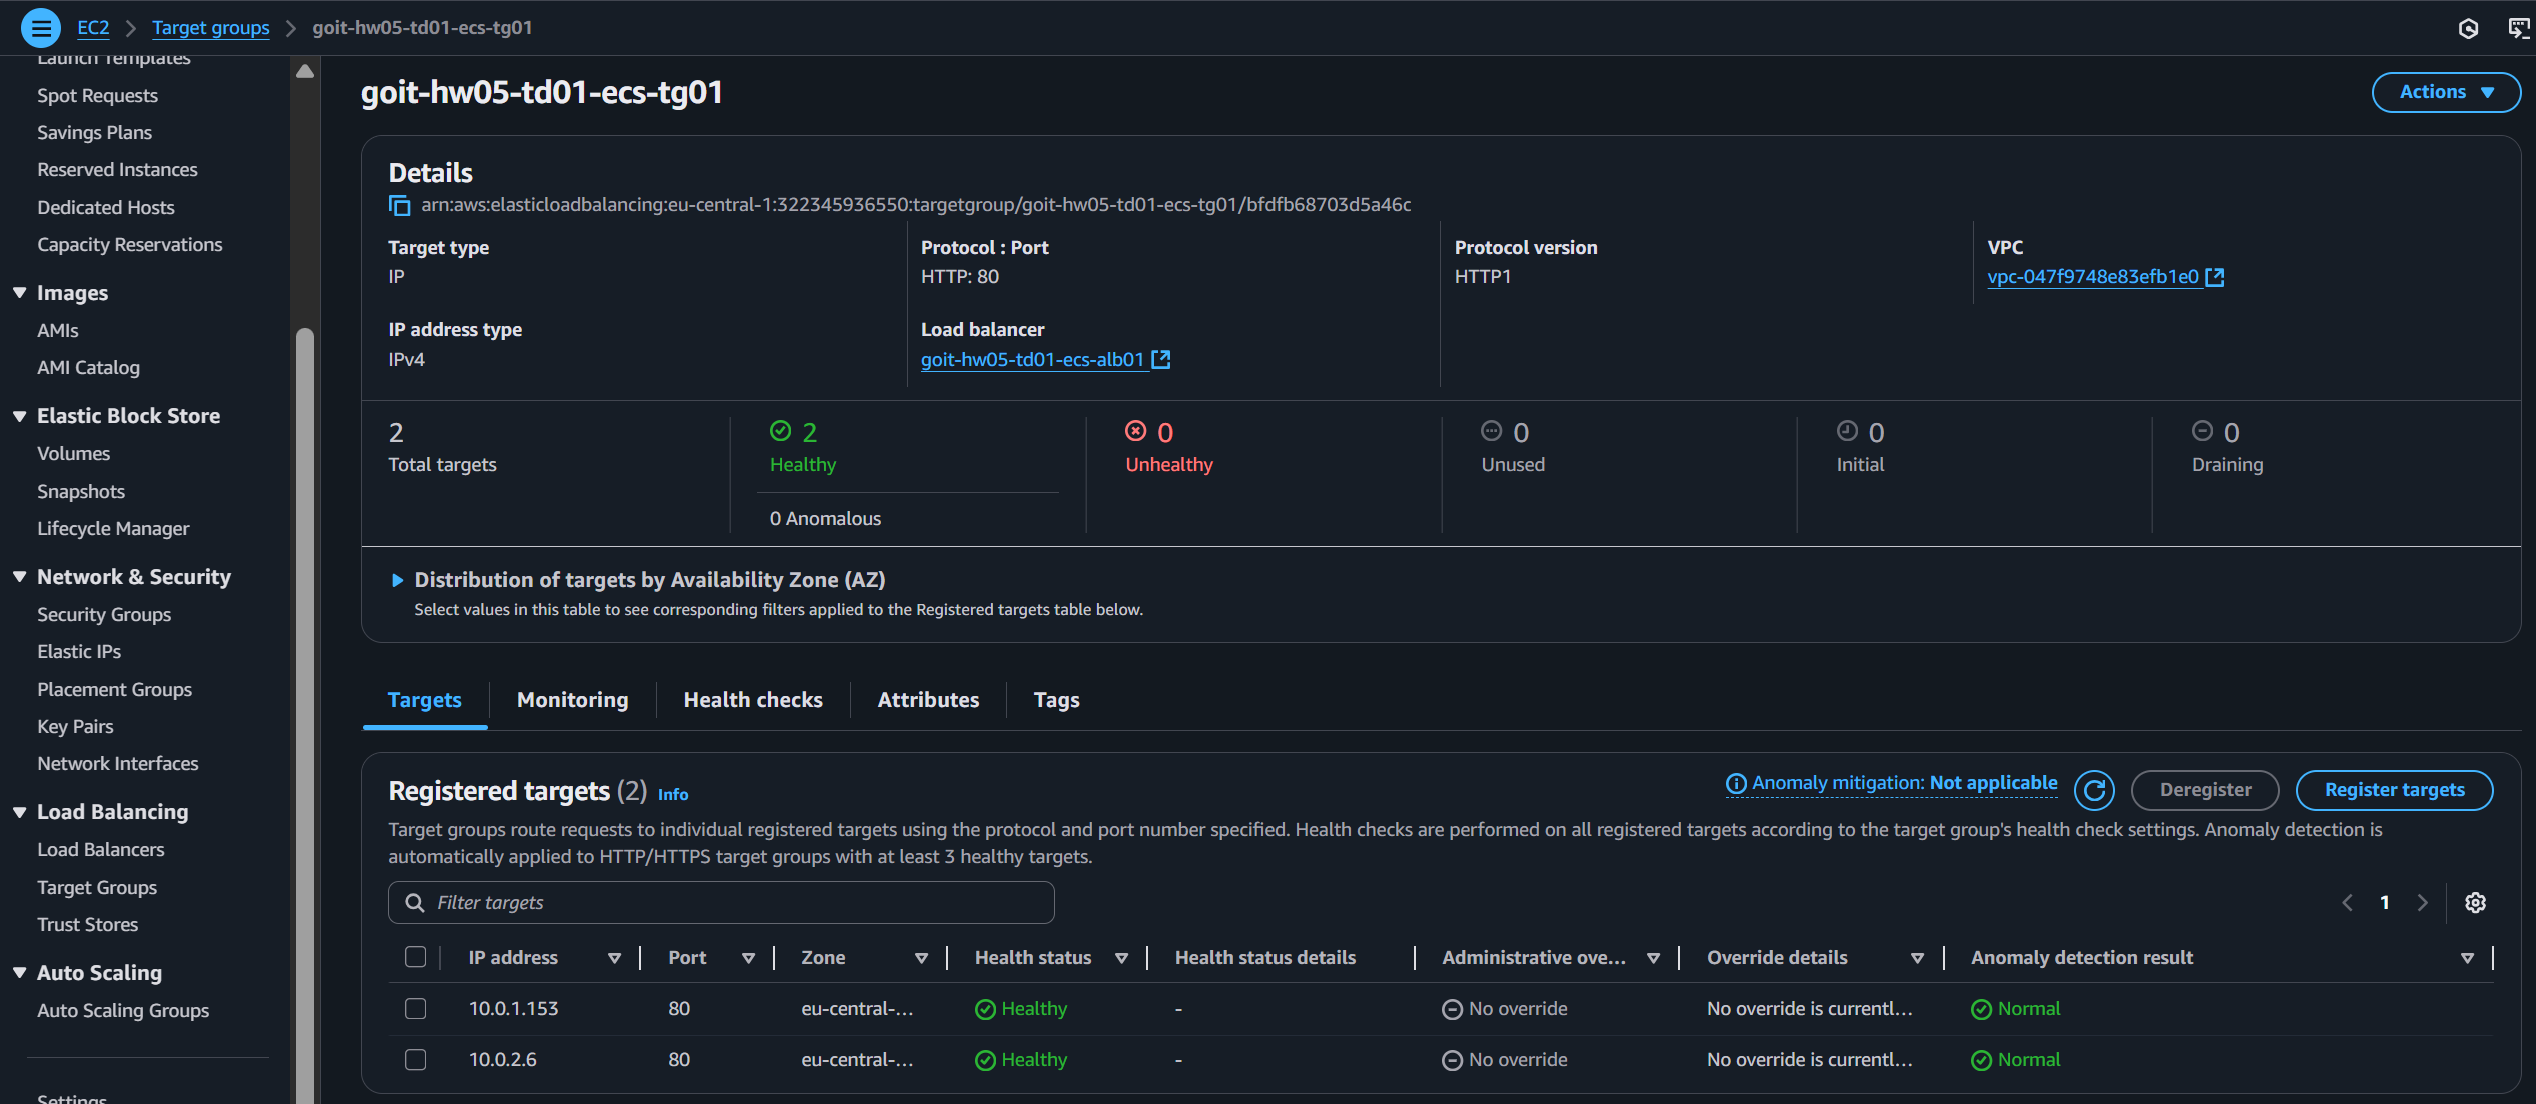 EC2 > Target groups > goit-hw05-td01-ecs-tg01
Launch Templates
Spot Requests
Savings Plans
Reserved Instances
Dedicated Hosts
Capacity Reservations
Images
AMIs
AMI Catalog
Elastic Block Store
Volumes
Snapshots
Lifecycle Manager
Network & Security
Security Groups
Elastic IPs
Placement Groups
Key Pairs
Network Interfaces
Load Balancing
Load Balancers
Target Groups
Trust Stores
Auto Scaling
Auto Scaling Groups
Settings
goit-hw05-td01-ecs-tg01
Actions
Details
arn:aws:elasticloadbalancing:eu-central-1:322345936550:targetgroup/goit-hw05-td01-ecs-tg01/bfdfb68703d5a46c
Target type
IP
Protocol : Port
HTTP: 80
Protocol version
HTTP1
VPC
vpc-047f9748e83efb1e0
IP address type
IPv4
Load balancer
goit-hw05-td01-ecs-alb01
2
Total targets
2
Healthy
0 Anomalous
0
Unhealthy
0
Unused
0
Initial
0
Draining
Distribution of targets by Availability Zone (AZ)
Select values in this table to see corresponding filters applied to the Registered targets table below.
Targets Monitoring Health checks Attributes Tags
Registered targets (2) Info
Anomaly mitigation: Not applicable
Deregister
Register targets
Target groups route requests to individual registered targets using the protocol and port number specified. Health checks are performed on all registered targets according to the target group's health check settings. Anomaly detection is
automatically applied to HTTP/HTTPS target groups with at least 3 healthy targets.
Filter targets
1
IP address Port Zone Health status Health status details Administrative ove... Override details Anomaly detection result
10.0.1.153 80 eu-central-... Healthy - No override No override is currentl... Normal
10.0.2.6 80 eu-central-... Healthy - No override No override is currentl... Normal